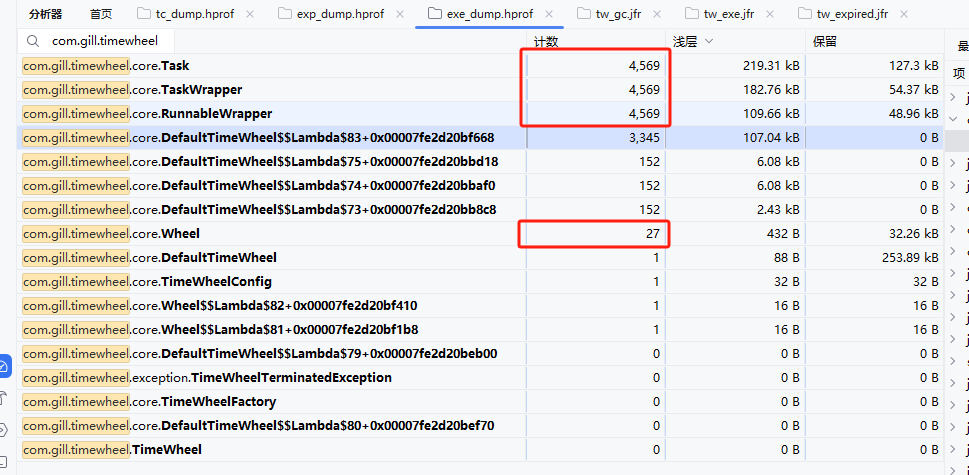 分析器 首页 tc_dump.hprof exp_dump.hprof exe_dump.hprof tw_gc.jfr tw_exe.jfr tw_expired.jfr
com.gill.timewheel 计数 浅层 保留
项
com.gill.timewheel.core.Task 4,569 219.31 kB 127.3 kB
com.gill.timewheel.core.TaskWrapper 4,569 182.76 kB 54.37 kB
com.gill.timewheel.core.RunnableWrapper 4,569 109.66 kB 48.96 kB
com.gill.timewheel.core.DefaultTimeWheel$$Lambda$83+0x00007fe2d20bf668 3,345 107.04 kB 0 B
com.gill.timewheel.core.DefaultTimeWheel$$Lambda$75+0x00007fe2d20bbd18 152 6.08 kB 0 B
com.gill.timewheel.core.DefaultTimeWheel$$Lambda$74+0x00007fe2d20bbaf0 152 6.08 kB 0 B
com.gill.timewheel.core.DefaultTimeWheel$$Lambda$73+0x00007fe2d20bb8c8 152 2.43 kB 0 B
com.gill.timewheel.core.Wheel 27 432 B 32.26 kB
com.gill.timewheel.core.DefaultTimeWheel 1 88 B 253.89 kB
com.gill.timewheel.core.TimeWheelConfig 1 32 B 32 B
com.gill.timewheel.core.Wheel$$Lambda$82+0x00007fe2d20bf410 1 16 B 16 B
com.gill.timewheel.core.Wheel$$Lambda$81+0x00007fe2d20bf1b8 1 16 B 16 B
com.gill.timewheel.core.DefaultTimeWheel$$Lambda$79+0x00007fe2d20beb00 0 0 B 0 B
com.gill.timewheel.exception.TimeWheelTerminatedException 0 0 B 0 B
com.gill.timewheel.core.TimeWheelFactory 0 0 B 0 B
com.gill.timewheel.core.DefaultTimeWheel$$Lambda$80+0x00007fe2d20bef70 0 0 B 0 B
com.gill.timewheel.TimeWheel 0 0 B 0 B